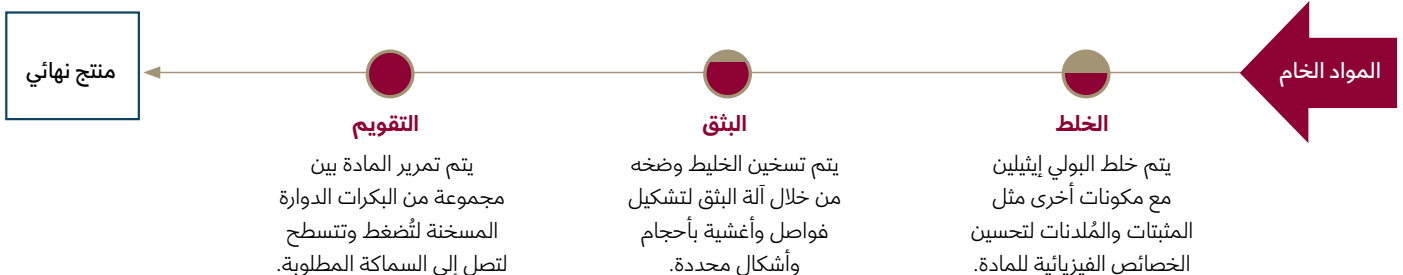 المواد الخام
الخلط
يتم خلط البولي إيثيلين
مع مكونات أخرى مثل
المثبتات والمُلدنات لتحسين
الخصائص الفيزيائية للمادة.
البثق
يتم تسخين الخليط وضخه
من خلال آلة البثق لتشكيل
فواصل وأغشية بأحجام
وأشكال محددة.
التقويم
يتم تمرير المادة بين
مجموعة من البكرات الدوارة
المسخنة لتُضغط وتتسطح
لتصل إلى السماكة المطلوبة.
منتج نهائي